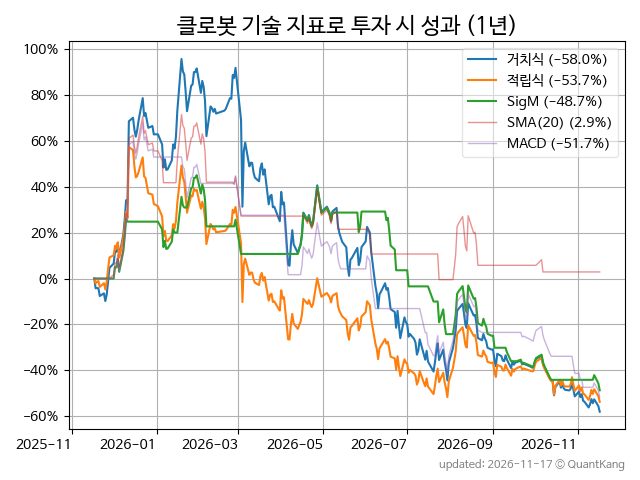 클로봇 기술 지표로 투자 시 성과 (1년)
100%
80%
60%
40%
20%
0%
−20%
−40%
−60%
거치식 (−58.0%)
적립식 (−53.7%)
SigM (−48.7%)
SMA(20) (2.9%)
MACD (−51.7%)
2025-11
2026-01
2026-03
2026-05
2026-07
2026-09
2026-11
updated: 2026-11-17 © QuantKang